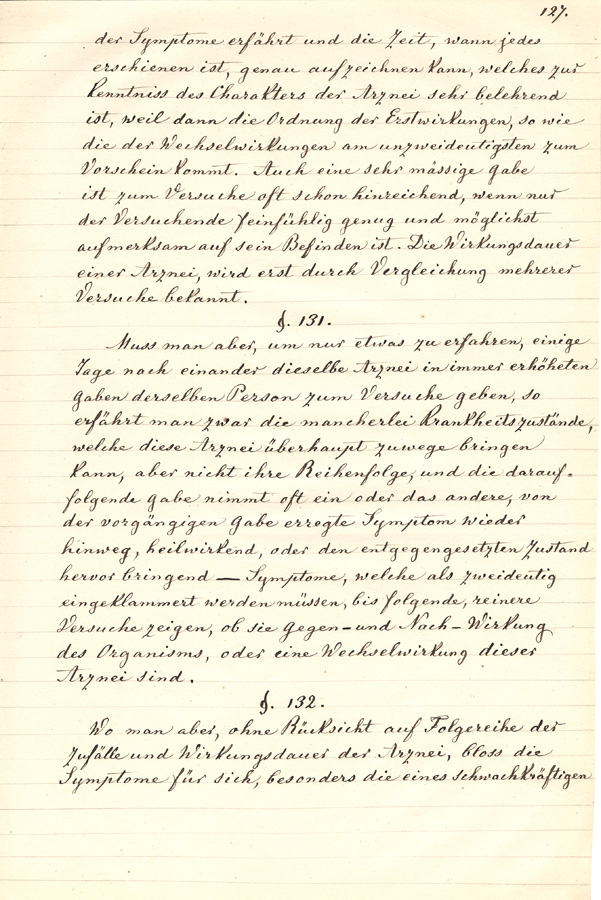 127.
der Symptome erfährt und die Zeit, wann jedes
erschienen ist, genau aufzeichnen kann, welches zur
Kenntniss des Charakters der Arznei sehr belehrend
ist, weil dann die Ordnung der Erstwirkungen, so wie
die der Wechselwirkungen am unzweideutigsten zum
Vorschein kommt. Auch eine sehr mässige Gabe
ist zum Versuche oft schon hinreichend, wenn nur
der Versuchende feinfühlig genug und möglichst
aufmerksam auf sein Befinden ist. Die Wirkungsdauer
einer Arznei, wird erst durch Vergleichung mehrerer
Versuche bekannt.
§. 131.
Muss man aber, um nur etwas zu erfahren, einige
Tage nach einander dieselbe Arznei in immer erhöheten
Gaben derselben Person zum Versuche geben, so
erfährt man zwar die mancherlei Krankheitszustände,
welche diese Arznei überhaupt zuwege bringen
kann, aber nicht ihre Reihenfolge, und die darauf-
folgende Gabe nimmt oft ein oder das andere, von
der vorgängigen Gabe erregte Symptom wieder
hinweg, heilwirkend, oder den entgegengesetzten Zustand
hervor bringend — Symptome, welche als zweideutig
eingeklammert werden müssen, bis folgende, reinere
Versuche zeigen, ob sie Gegen- und Nach-Wirkung
des Organisms, oder eine Wechselwirkung dieser
Arznei sind.
§. 132.
Wo man aber, ohne Rücksicht auf Folgereihe der
Zufälle und Wirkungsdauer der Arznei, bloss die
Symptome für sich, besonders die eines schwachkräftigen